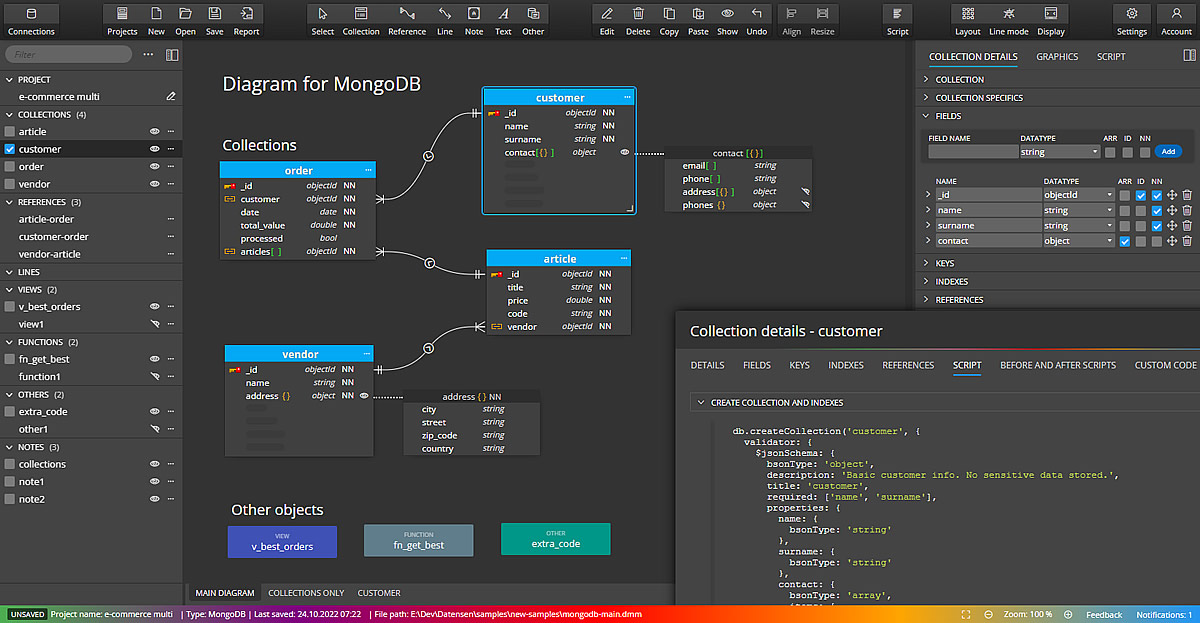 Connections Projects New Open Save Report Select Collection Reference Line Note Text Other Edit Delete Copy Paste Show Undo Align Resize Script Layout Line mode Display Settings Account
Filter
PROJECT
e-commerce multi
COLLECTIONS (4)
article
customer
order
vendor
REFERENCES (3)
article-order
customer-order
vendor-article
LINES
VIEWS (2)
v_best_orders
view1
FUNCTIONS (2)
fn_get_best
function1
OTHERS (2)
extra_code
other1
NOTES (3)
collections
note1
note2
Diagram for MongoDB
Collections
order
_id objectId NN
customer objectId NN
date date NN
total_value double NN
processed bool
articles[ ] objectId NN
customer
_id objectId NN
name string NN
surname string NN
contact[{} ] object
contact [{}]
email[ ] string
phone[ ] string
address[{} ] object
phones {} object
article
_id objectId NN
title string NN
price double NN
code string NN
vendor objectId NN
vendor
_id objectId NN
name string NN
address {} object NN
address {} NN
city string
street string
zip_code string
country string
Other objects
VIEW
v_best_orders
FUNCTION
fn_get_best
OTHER
extra_code
MAIN DIAGRAM COLLECTIONS ONLY CUSTOMER
COLLECTION DETAILS GRAPHICS SCRIPT
COLLECTION
COLLECTION SPECIFICS
FIELDS
FIELD NAME DATATYPE ARR ID NN
string Add
NAME DATATYPE ARR ID NN
_id objectId
name string
surname string
contact object
KEYS
INDEXES
REFERENCES
Collection details - customer
DETAILS FIELDS KEYS INDEXES REFERENCES SCRIPT BEFORE AND AFTER SCRIPTS CUSTOM CODE
CREATE COLLECTION AND INDEXES
db.createCollection('customer', {
validator: {
$jsonSchema: {
bsonType: 'object',
description: 'Basic customer info. No sensitive data stored.',
title: 'customer',
required: ['name', 'surname'],
properties: {
name: {
bsonType: 'string'
},
surname: {
bsonType: 'string'
},
contact: {
bsonType: 'array',
items: {
UNSAVED Project name: e-commerce multi | Type: MongoDB | Last saved: 24.10.2022 07:22 | File path: E:\Dev\Datensen\samples\new-samples\mongodb-main.dmm Zoom: 100 % Feedback Notifications: 1